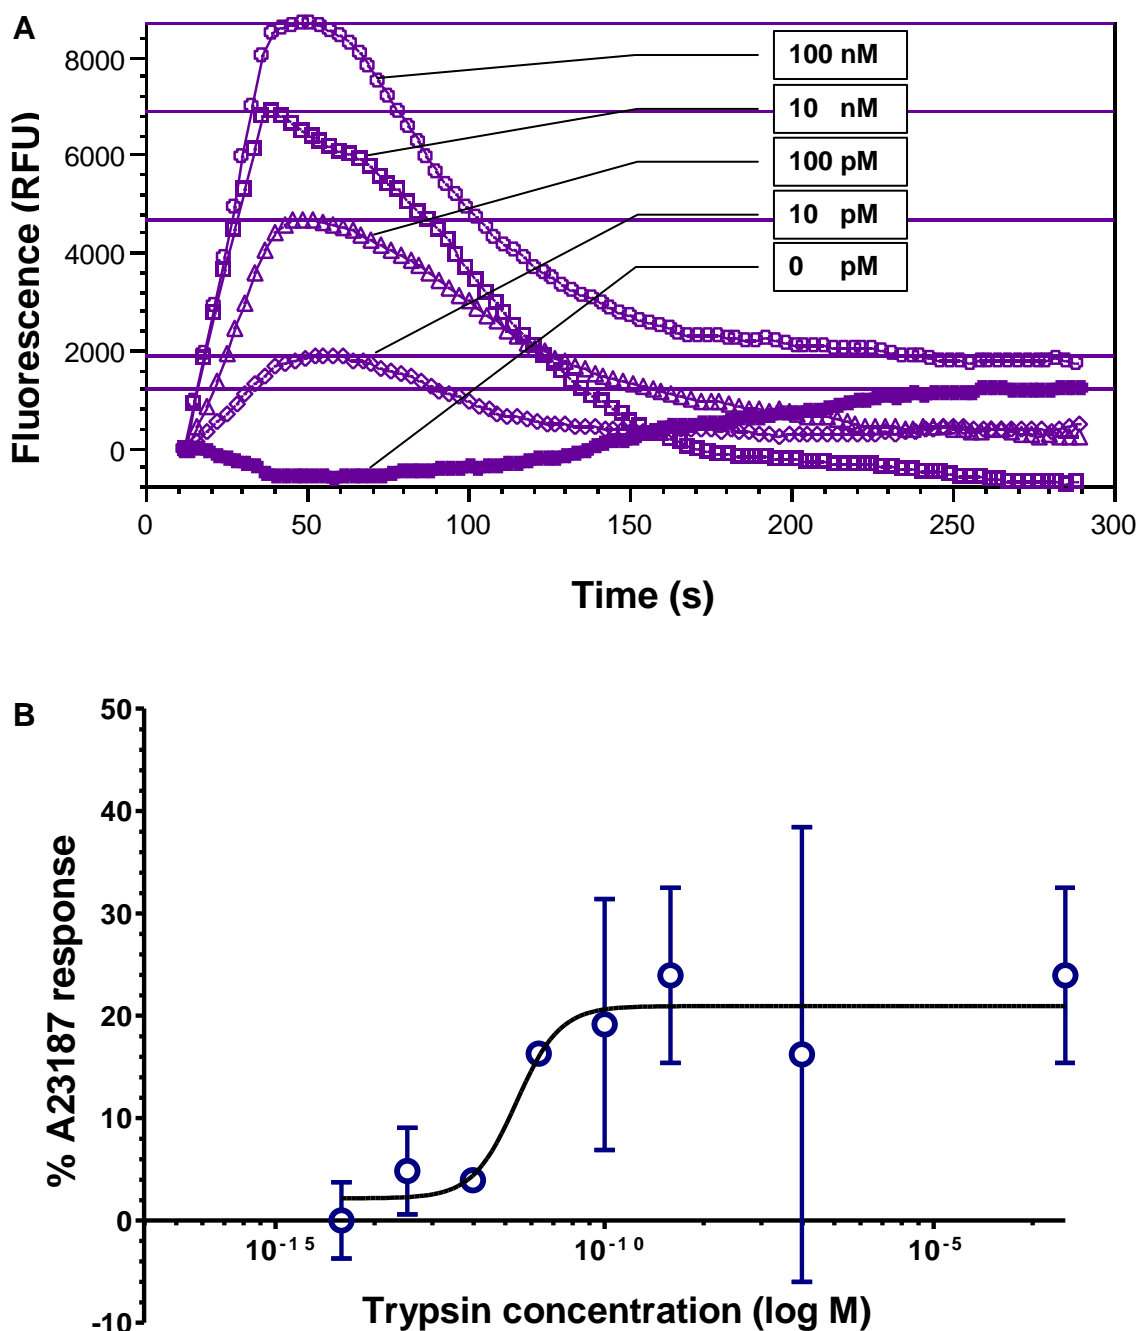 A
Fluorescence (RFU)
8000
6000
4000
2000
0
100 nM
10 nM
100 pM
10 pM
0 pM
0 50 100 150 200 250 300
Time (s)
B
% A23187 response
50
40
30
20
10
0
-10
10⁻¹⁵ 10⁻¹⁰ 10⁻⁵
Trypsin concentration (log M)